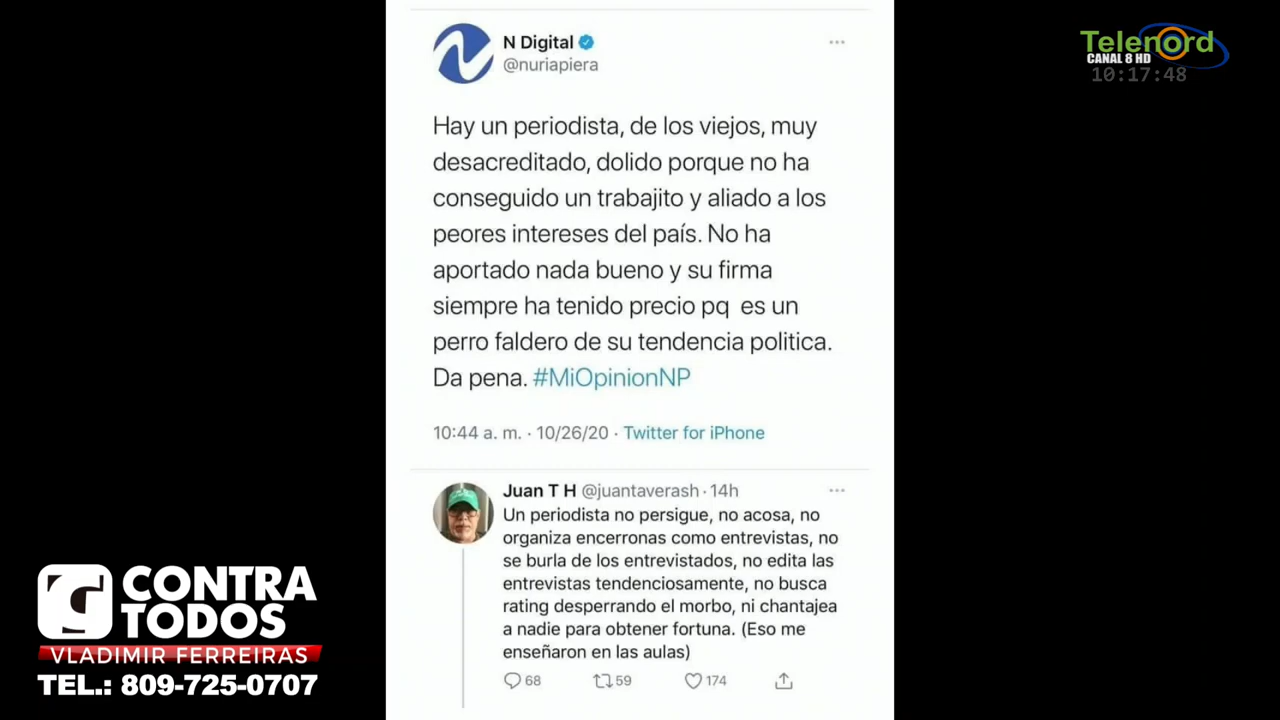 N Digital
@nuriapiera
Hay un periodista, de los viejos, muy
desacreditado, dolido porque no ha
conseguido un trabajito y aliado a los
peores intereses del país. No ha
aportado nada bueno y su firma
siempre ha tenido precio pq es un
perro faldero de su tendencia politica.
Da pena. #MiOpinionNP
10:44 a. m. · 10/26/20 · Twitter for iPhone
Juan T H @juantaverash · 14h
Un periodista no persigue, no acosa, no
organiza encerronas como entrevistas, no
se burla de los entrevistados, no edita las
entrevistas tendenciosamente, no busca
rating desperrando el morbo, ni chantajea
a nadie para obtener fortuna. (Eso me
enseñaron en las aulas)
68 59 174
Telenord
CANAL 8 HD
10:17:48
CONTRA
TODOS
VLADIMIR FERREIRAS
TEL.: 809-725-0707